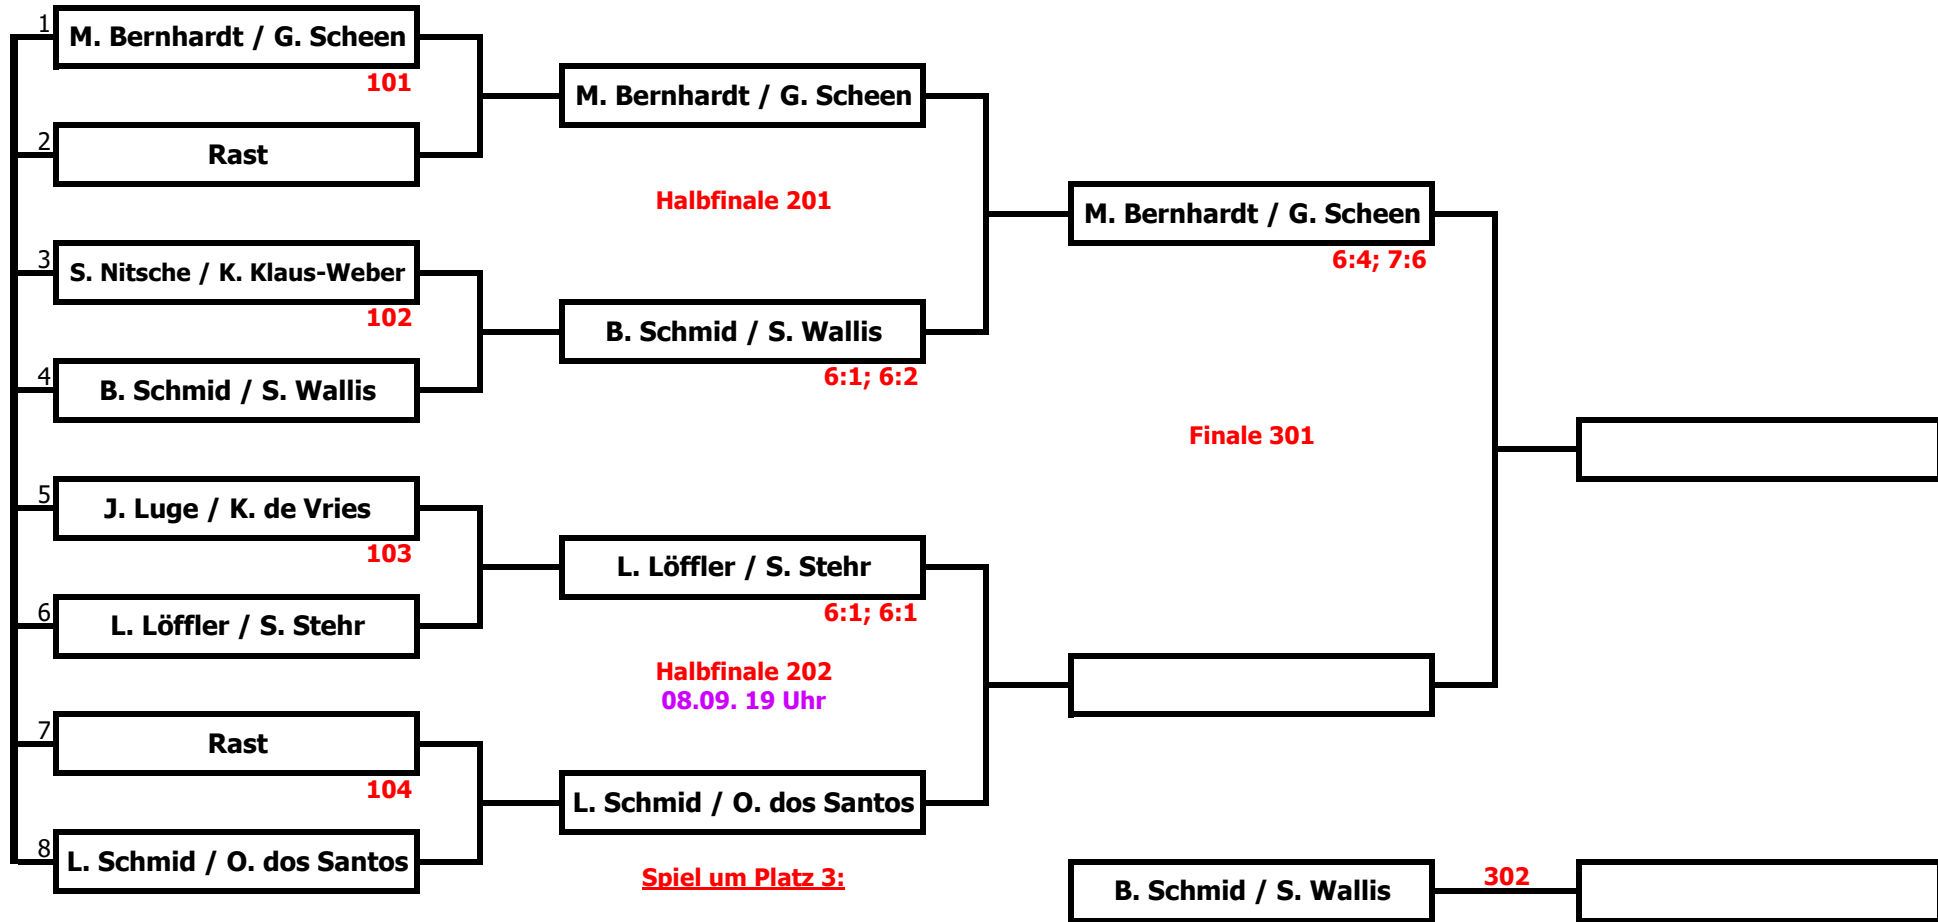 1
M. Bernhardt / G. Scheen
101
2
Rast
3
S. Nitsche / K. Klaus-Weber
102
4
B. Schmid / S. Wallis
5
J. Luge / K. de Vries
103
6
L. Löffler / S. Stehr
7
Rast
104
8
L. Schmid / O. dos Santos
M. Bernhardt / G. Scheen
Halbfinale 201
B. Schmid / S. Wallis
6:1; 6:2
L. Löffler / S. Stehr
6:1; 6:1
Halbfinale 202
08.09. 19 Uhr
L. Schmid / O. dos Santos
Spiel um Platz 3:
M. Bernhardt / G. Scheen
6:4; 7:6
Finale 301
B. Schmid / S. Wallis
302